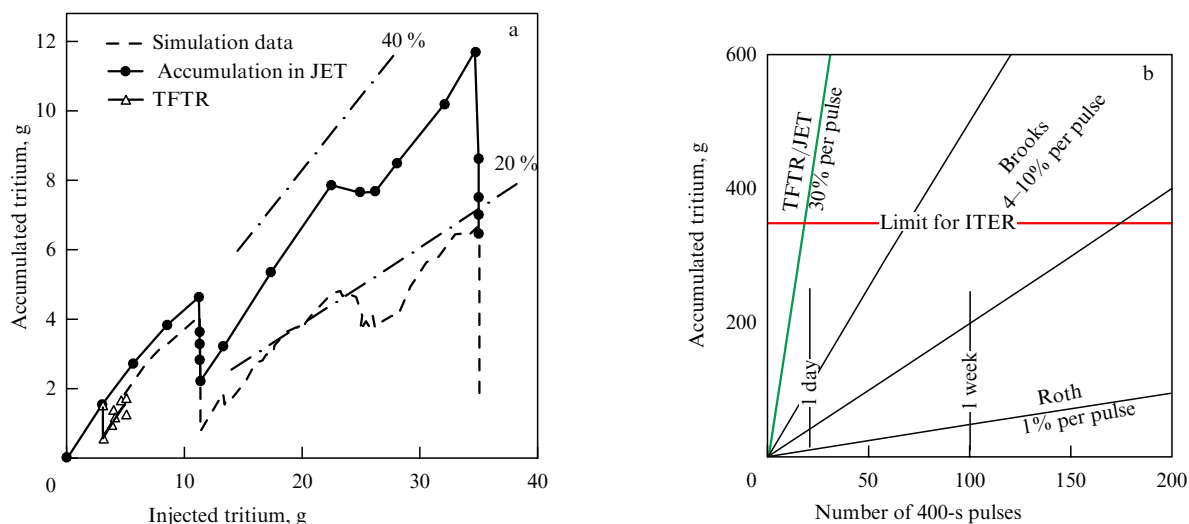 a
12
10
8
6
4
2
0
10
20
30
40
Accumulated tritium, g
Injected tritium, g
Simulation data
Accumulation in JET
TFTR
40 %
20 %
b
600
400
200
0
50
100
150
200
Accumulated tritium, g
Number of 400-s pulses
TFTR/JET
30% per pulse
Brooks
4–10% per pulse
Limit for ITER
1 day
1 week
Roth
1% per pulse